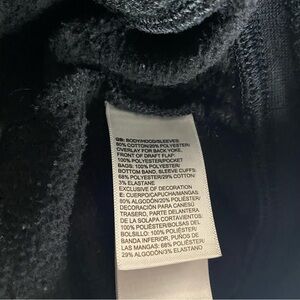 GB: BODY/HOOD/SLEEVES:
80% COTTON/20% POLYESTER/
OVERLAY FOR BACK YOKE,
FRONT OF DRAFT FLAP:
100% POLYESTER/POCKET
BAGS: 100% POLYESTER/
BOTTOM BAND, SLEEVE CUFFS:
68% POLYESTER/29% COTTON/
3% ELASTANE
EXCLUSIVE OF DECORATION
E: CUERPO/CAPUCHA/MANGAS:
80% ALGODÓN/20% POLIÉSTER/
DECORACIÓN PARA CANESÚ
TRASERO, PARTE DELANTERA
DE LA SOLAPA CORTAVIENTOS:
100% POLIÉSTER/BOLSAS DEL
BOLSILLO: 100% POLIÉSTER/
BANDA INFERIOR, PUÑOS DE
LAS MANGAS: 68% POLIÉSTER/
29% ALGODÓN/3% ELASTANO